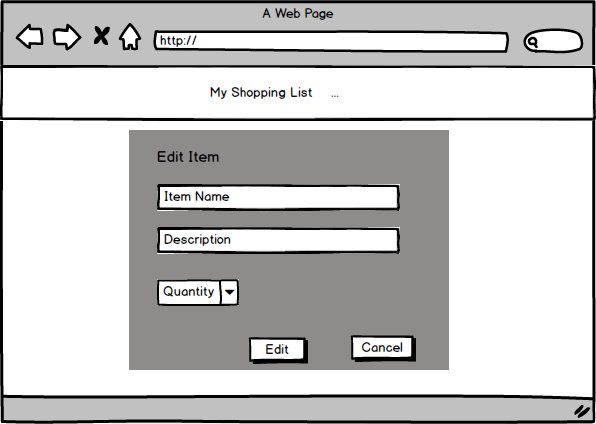 A Web Page
http://
My Shopping List ...
Edit Item
Item Name
Description
Quantity
Edit Cancel